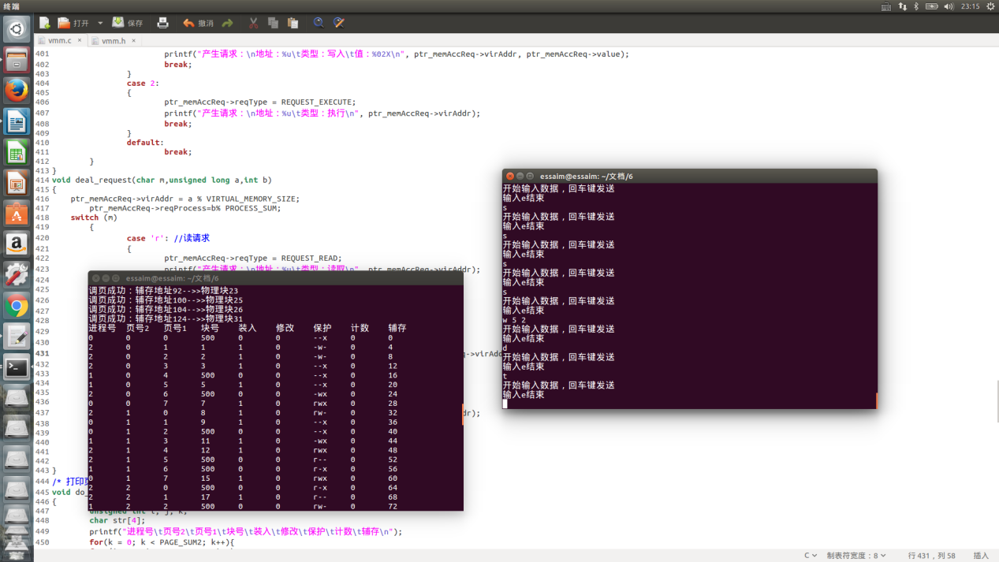 终端
23:15
打开
保存
撤消
vmm.c ×
vmm.h ×
401 printf("产生请求：\n地址：%u\t类型：写入\t值：%02X\n", ptr_memAccReq->virAddr, ptr_memAccReq->value);
402 break;
403 }
404 case 2:
405 {
406 ptr_memAccReq->reqType = REQUEST_EXECUTE;
407 printf("产生请求：\n地址：%u\t类型：执行\n", ptr_memAccReq->virAddr);
408 break;
409 }
410 default:
411 break;
412 }
413 }
414 void deal_request(char m,unsigned long a,int b)
415 {
416 ptr_memAccReq->virAddr = a % VIRTUAL_MEMORY_SIZE;
417 ptr_memAccReq->reqProcess=b% PROCESS_SUM;
418 switch (m)
419 {
420 case 'r': //读请求
421 {
422 ptr_memAccReq->reqType = REQUEST_READ;
423 printf("产生请求：\n地址：%u\t类型：读取\n", ptr_memAccReq->virAddr);
424
425
426
427
428
429
430
431 q->virAdd
432
433
434
435
436
437 dr);
438
439
440
441
442
443 }
444 /* 打印页
445 void do_
446 {
447 unsigned int i, j, k;
448 char str[4];
449 printf("进程号\t页号2\t页号1\t块号\t装入\t修改\t保护\t计数\t辅存\n");
450 for(k = 0; k < PAGE_SUM2; k++){
essaim@essaim: ~/文档/6
调页成功：辅存地址92-->>物理块23
调页成功：辅存地址100-->>物理块25
调页成功：辅存地址104-->>物理块26
调页成功：辅存地址124-->>物理块31
进程号 页号2 页号1 块号 装入 修改 保护 计数 辅存
0 0 0 500 0 0 --x 0 0
2 0 1 1 1 0 -w- 0 4
2 0 2 2 1 0 -w- 0 8
2 0 3 3 1 0 --x 0 12
1 0 4 500 0 0 --x 0 16
1 0 5 5 1 0 --x 0 20
2 0 6 500 0 0 -wx 0 24
0 0 7 7 1 0 rwx 0 28
2 1 0 8 1 0 rw- 0 32
0 1 1 9 1 0 --x 0 36
0 1 2 500 0 0 --x 0 40
1 1 3 11 1 0 -wx 0 44
2 1 4 12 1 0 rwx 0 48
2 1 5 500 0 0 r-- 0 52
1 1 6 500 0 0 r-x 0 56
0 1 7 15 1 0 rwx 0 60
2 2 0 500 0 0 r-x 0 64
2 2 1 17 1 0 r-- 0 68
1 2 2 500 0 0 rw- 0 72
essaim@essaim: ~/文档/6
开始输入数据，回车键发送
输入e结束
s
开始输入数据，回车键发送
输入e结束
s
开始输入数据，回车键发送
输入e结束
s
开始输入数据，回车键发送
输入e结束
s
开始输入数据，回车键发送
输入e结束
w 5 2
开始输入数据，回车键发送
输入e结束
d
开始输入数据，回车键发送
输入e结束
t
开始输入数据，回车键发送
输入e结束
C 制表符宽度：8 行 431，列 58 插入